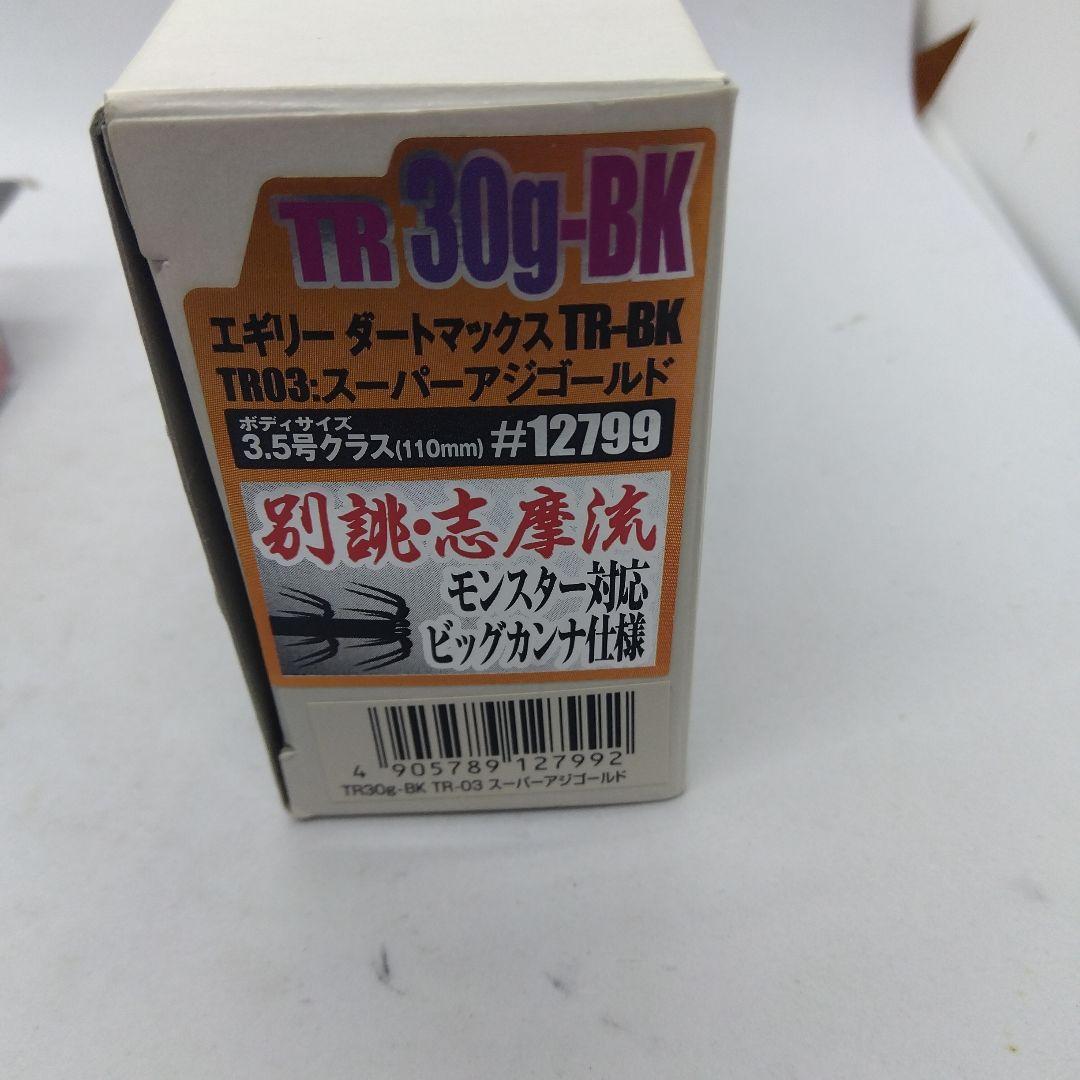 TR 30g-BK
エギリー ダートマックス TR-BK
TR03:スーパーアジゴールド
ボディサイズ
3.5号クラス(110mm) #12799
別誂・志摩流
モンスター対応
ビッグカンナ仕様
4 905789 127992
TR30g-BK TR-03 スーパーアジゴールド